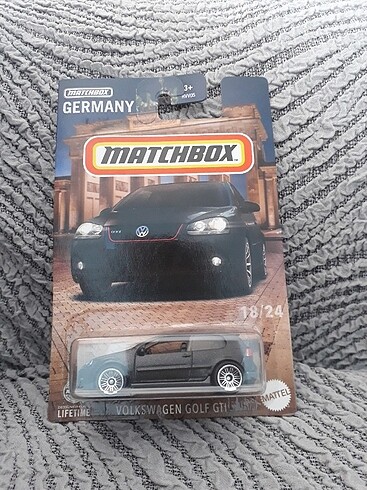 MATCHBOX
GERMANY
3+
MATCHBOX
GTI
18/24
LIFETIME
VOLKSWAGEN GOLF GTI
MATTEL